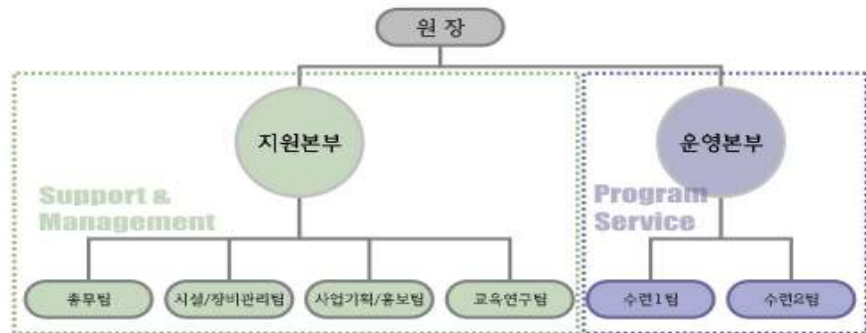 원 장
지원본부
운영본부
Support &
Management
Program
Service
총무팀
시설/장비관리팀
사업기획/홍보팀
교육연구팀
수련1팀
수련2팀